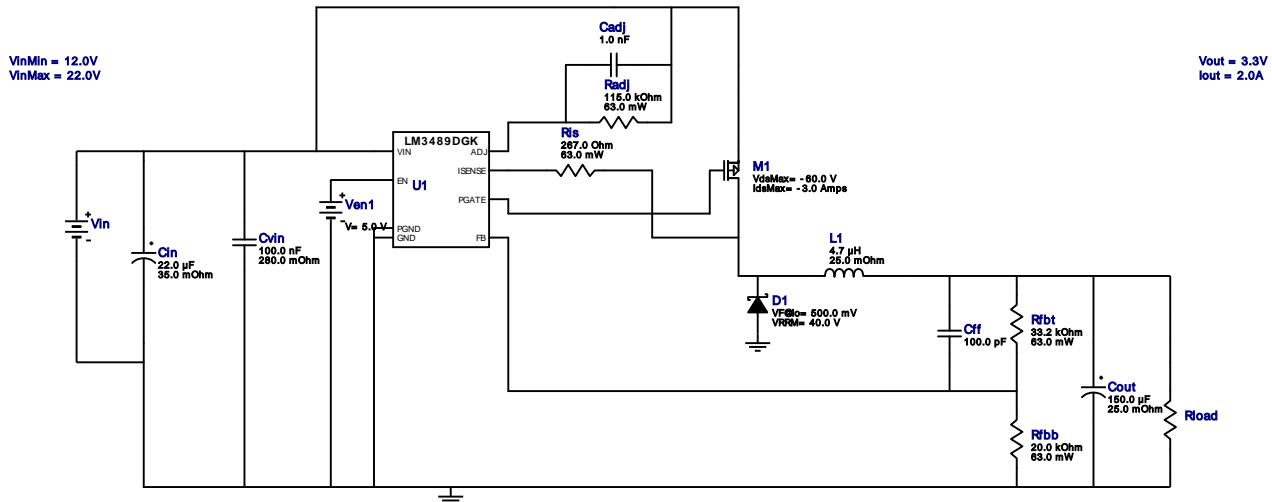 VinMin = 12.0V
VinMax = 22.0V
Vout = 3.3V
Iout = 2.0A
Cadj
1.0 nF
Radj
115.0 kOhm
63.0 mW
Ris
267.0 Ohm
63.0 mW
LM3489DGK
VIN
ADJ
ISENSE
EN
U1
PGATE
PGND
GND
FB
M1
VdsMax= -60.0 V
IdsMax= -3.0 Amps
Ven1
V= 5.0 V
Vin
Cin
22.0 µF
35.0 mOhm
Cvin
100.0 nF
280.0 mOhm
L1
4.7 µH
25.0 mOhm
D1
= 500.0 mV
VRRM= 40.0 V
Cff
100.0 pF
Rfbt
33.2 kOhm
63.0 mW
Cout
150.0 µF
25.0 mOhm
Rload
Rfbb
20.0 kOhm
63.0 mW